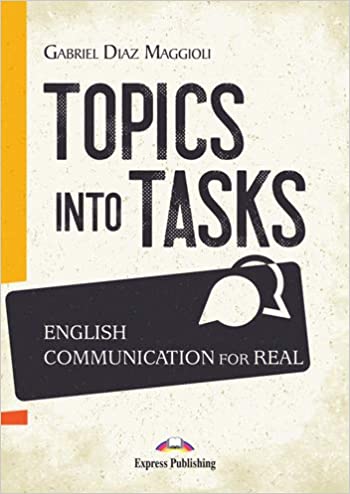 GABRIEL DIAZ MAGGIOLI
TOPICS
INTO TASKS
ENGLISH
COMMUNICATION FOR REAL
Express Publishing